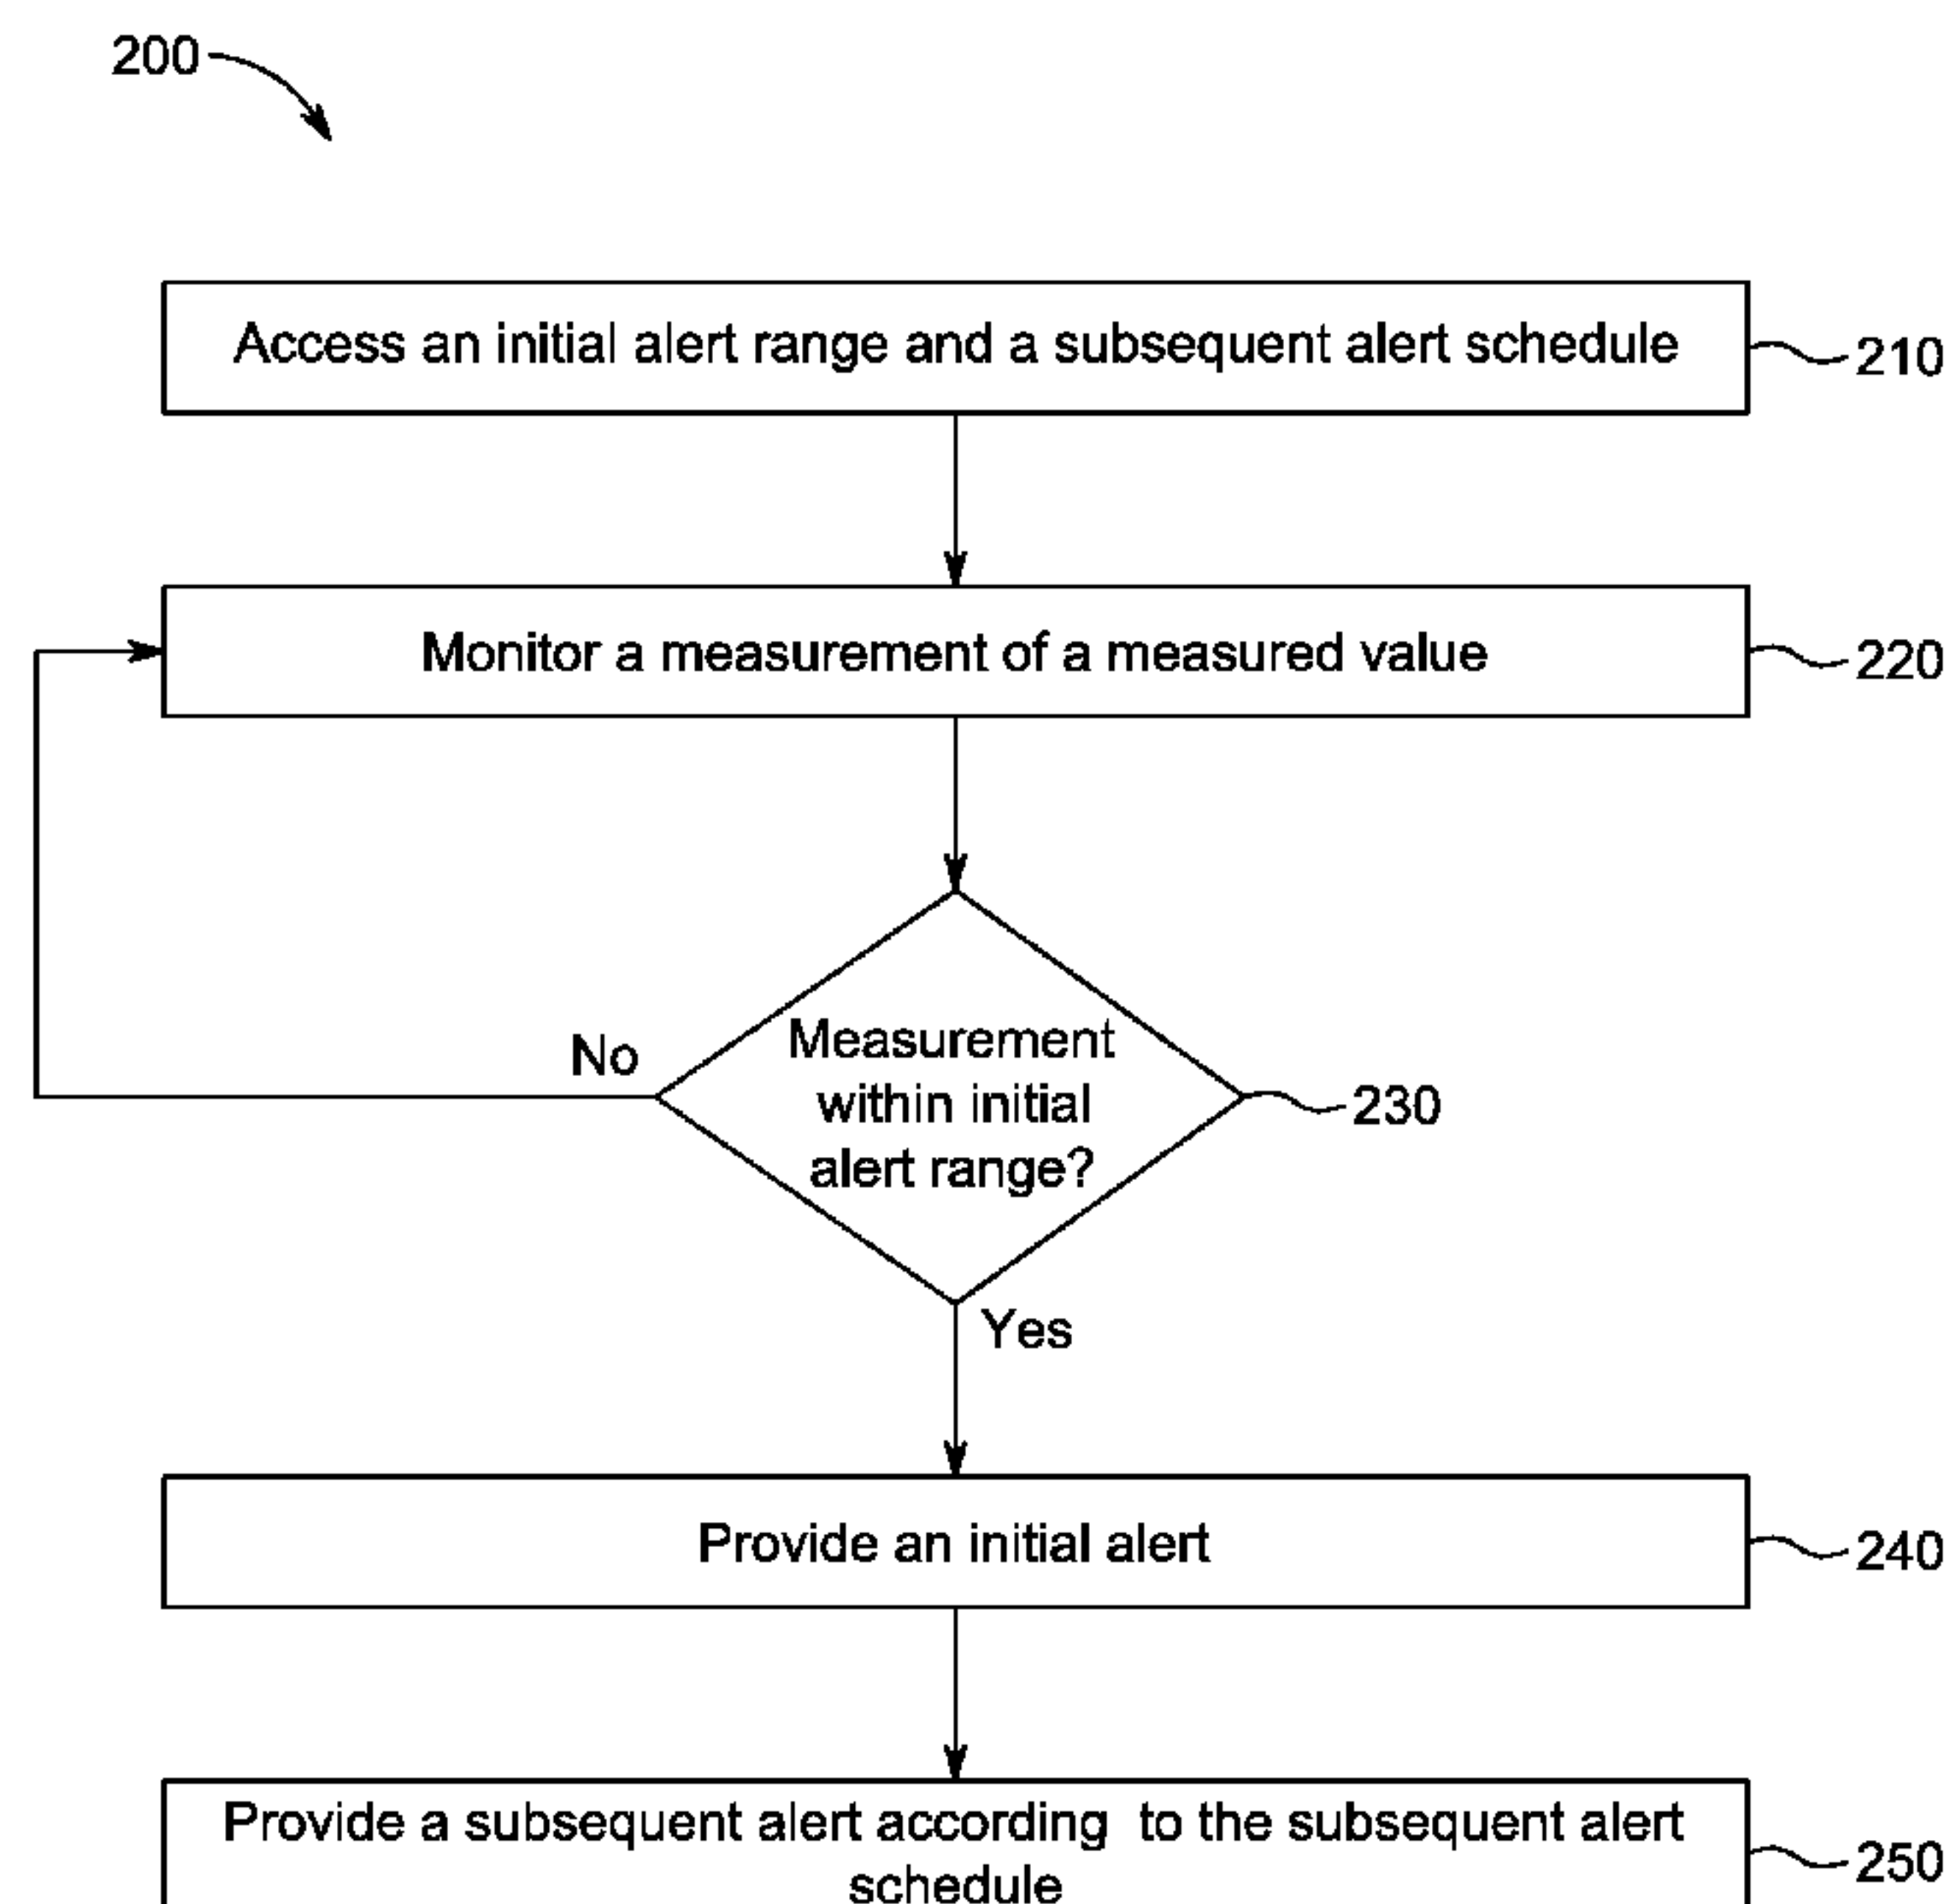 200
Access an initial alert range and a subsequent alert schedule
210
Monitor a measurement of a measured value
220
No
Measurement
within initial
alert range?
230
Yes
Provide an initial alert
240
Provide a subsequent alert according to the subsequent alert
schedule
250